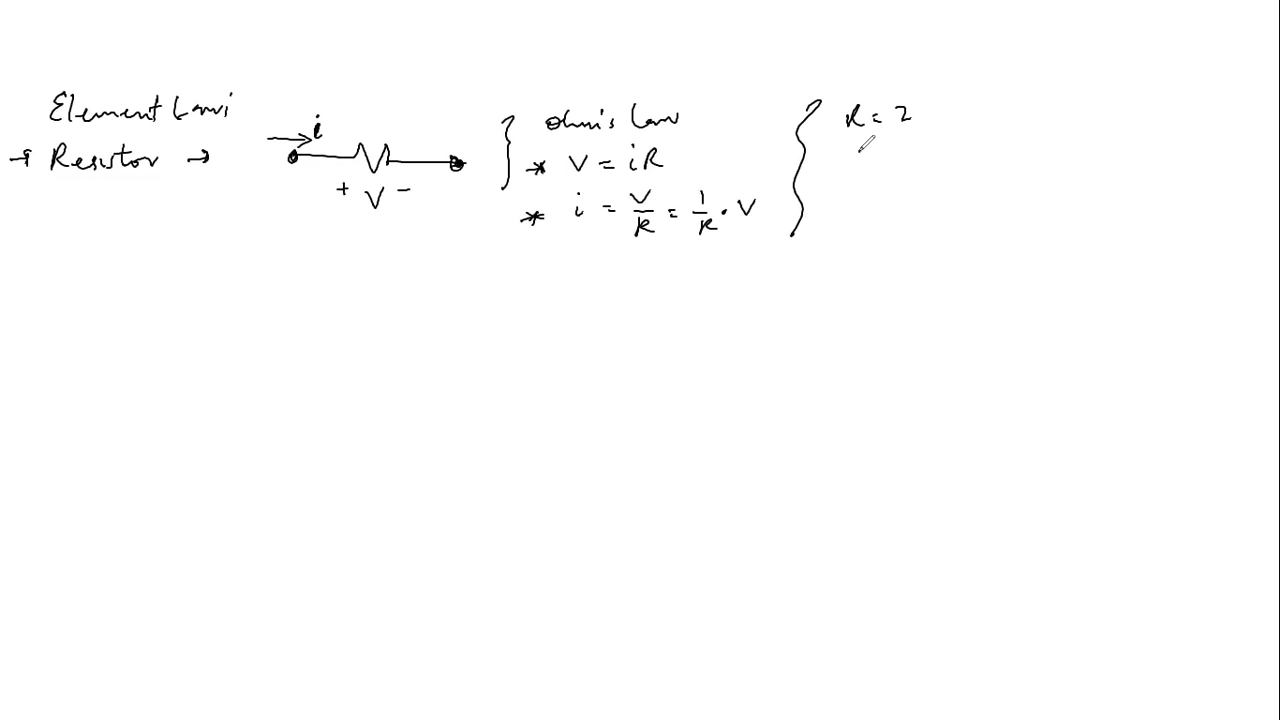 Element Laws
→ Resistor →
i
+ V -
ohm's law
* V = iR
* i = V/R = 1/R · V
R = 2